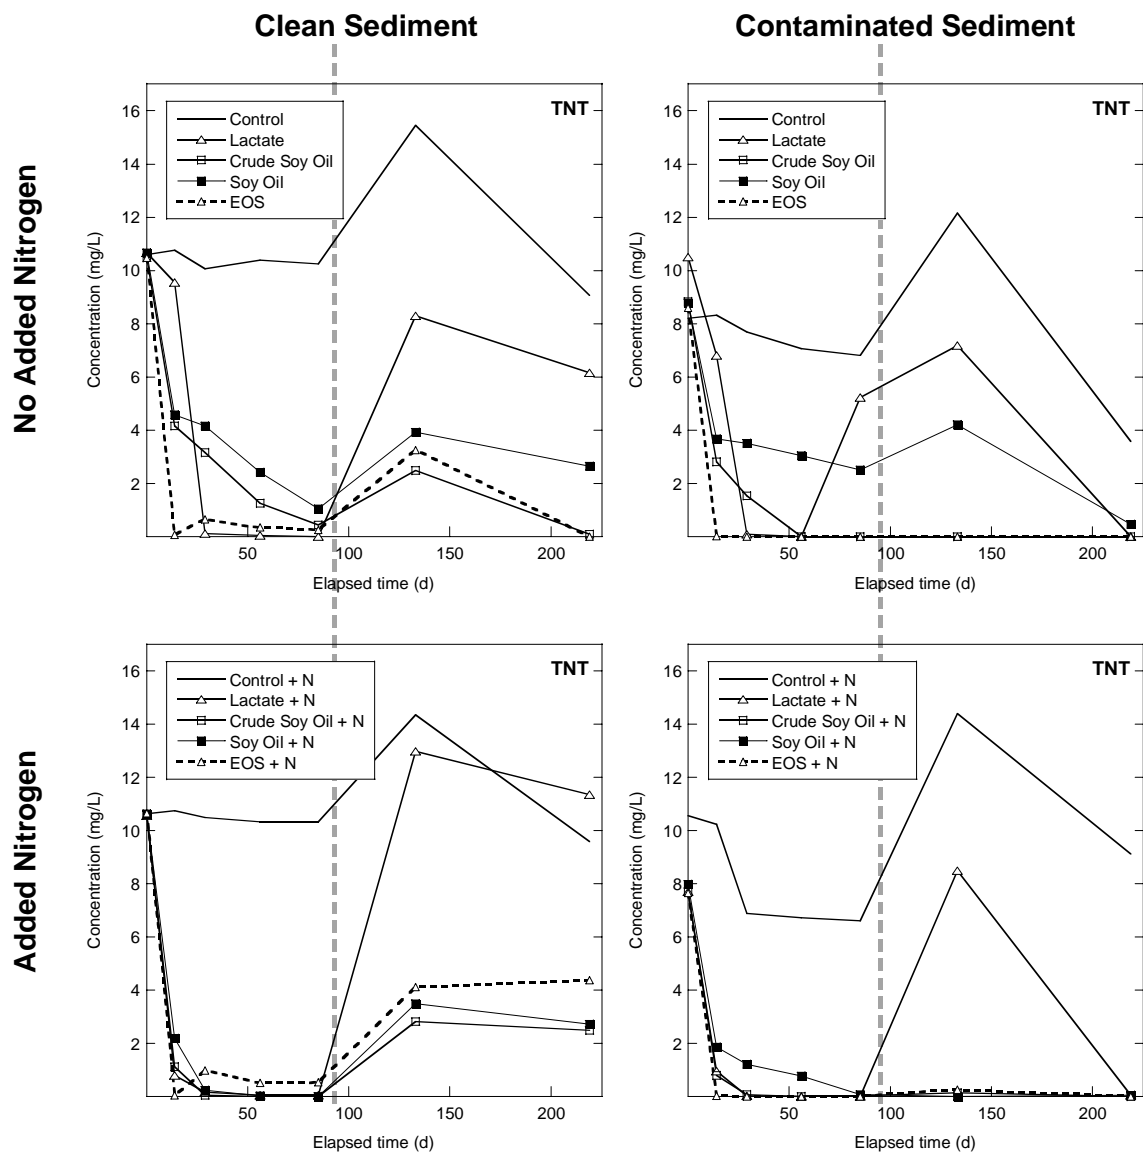 Clean Sediment
Contaminated Sediment
No Added Nitrogen
16
14
12
10
8
6
4
2
Concentration (mg/L)
Control
Lactate
Crude Soy Oil
Soy Oil
EOS
TNT
50
100
150
200
Elapsed time (d)
16
14
12
10
8
6
4
2
Concentration (mg/L)
Control
Lactate
Crude Soy Oil
Soy Oil
EOS
TNT
50
100
150
200
Elapsed time (d)
Added Nitrogen
16
14
12
10
8
6
4
2
Concentration (mg/L)
Control + N
Lactate + N
Crude Soy Oil + N
Soy Oil + N
EOS + N
TNT
50
100
150
200
Elapsed time (d)
16
14
12
10
8
6
4
2
Concentration (mg/L)
Control + N
Lactate + N
Crude Soy Oil + N
Soy Oil + N
EOS + N
TNT
50
100
150
200
Elapsed time (d)